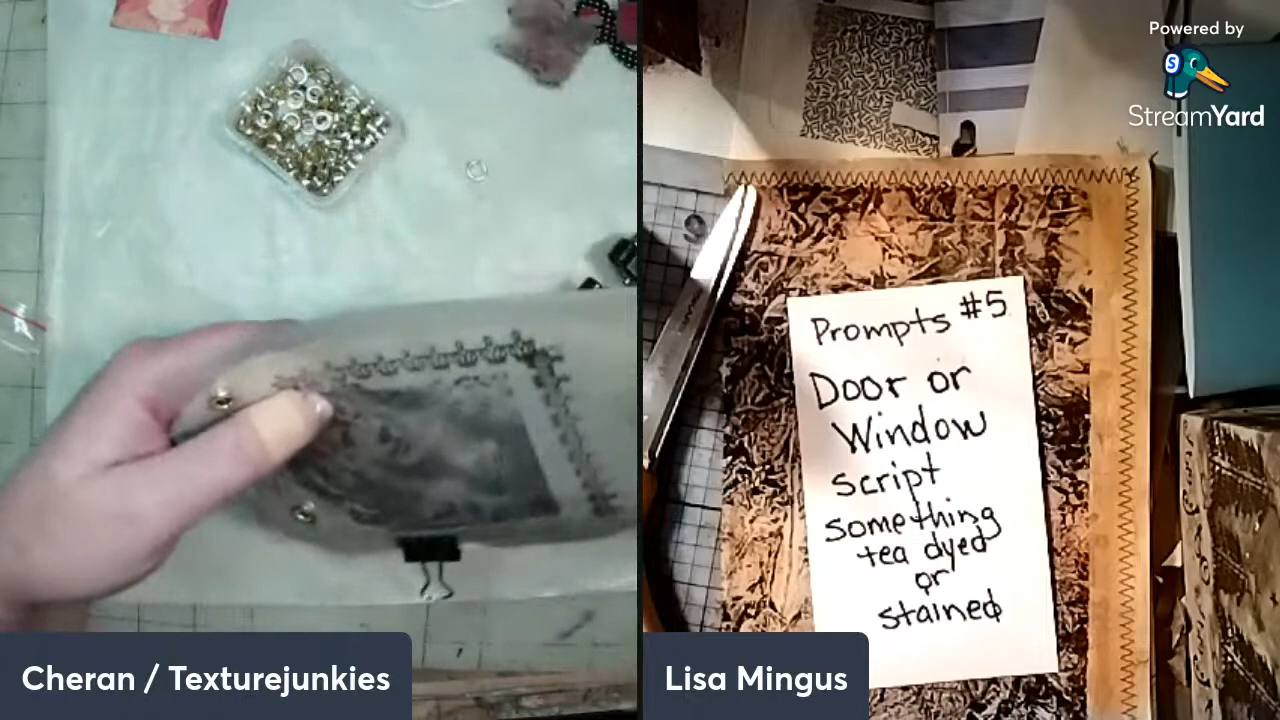 Powered by
StreamYard
Prompts #5
Door or
Window
script
something
tea dyed
or
stained
Cheran / Texturejunkies
Lisa Mingus